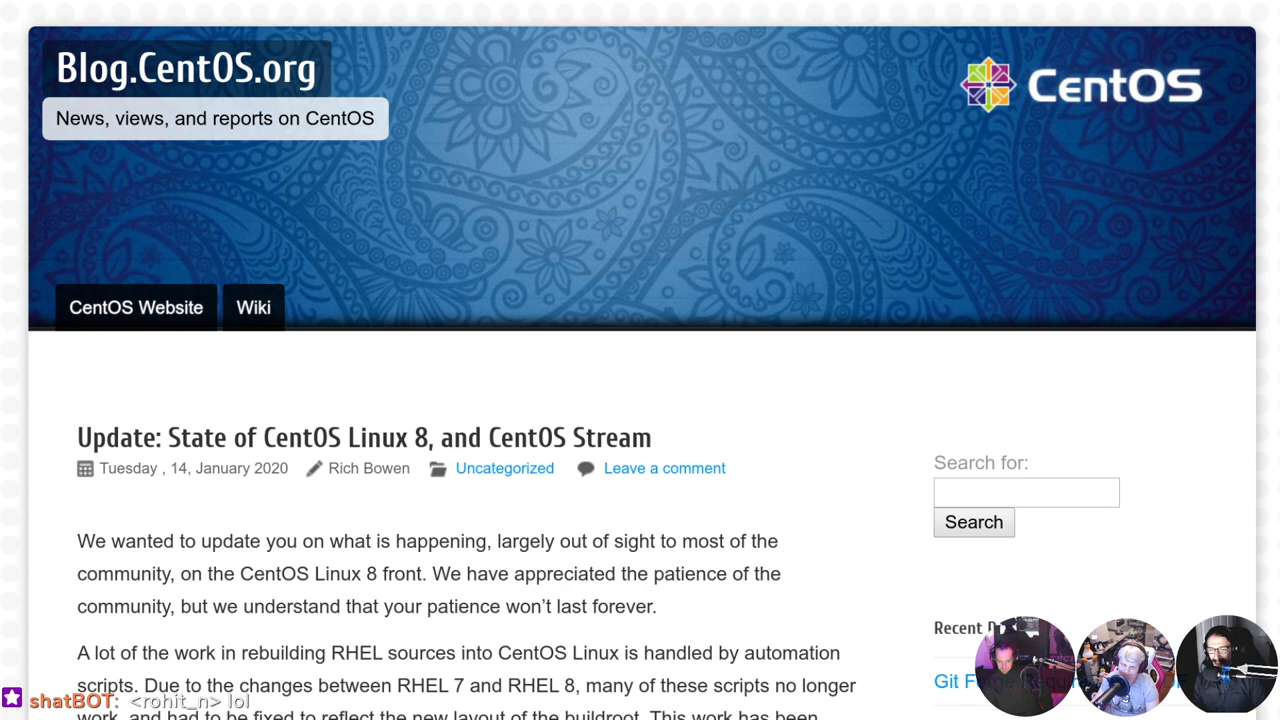 Blog.CentOS.org
News, views, and reports on CentOS
CentOS
CentOS Website
Wiki
Update: State of CentOS Linux 8, and CentOS Stream
Tuesday , 14, January 2020 Rich Bowen Uncategorized Leave a comment
We wanted to update you on what is happening, largely out of sight to most of the
community, on the CentOS Linux 8 front. We have appreciated the patience of the
community, but we understand that your patience won’t last forever.
A lot of the work in rebuilding RHEL sources into CentOS Linux is handled by automation
scripts. Due to the changes between RHEL 7 and RHEL 8, many of these scripts no longer
work, and had to be fixed to reflect the new layout of the buildroot. This work has been
Search for:
Search
Recent
Git Forge
shatBOT: <rohit_n> lol